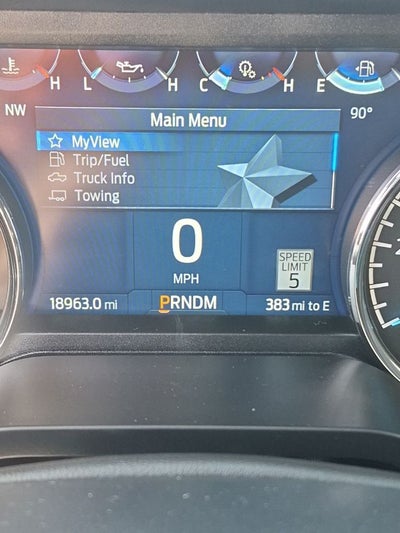 H L H C H E
NW Main Menu 90°
MyView
Trip/Fuel
Truck Info
Towing
0
MPH
SPEED
LIMIT
5
18963.0 mi PRNDM 383 mi to E